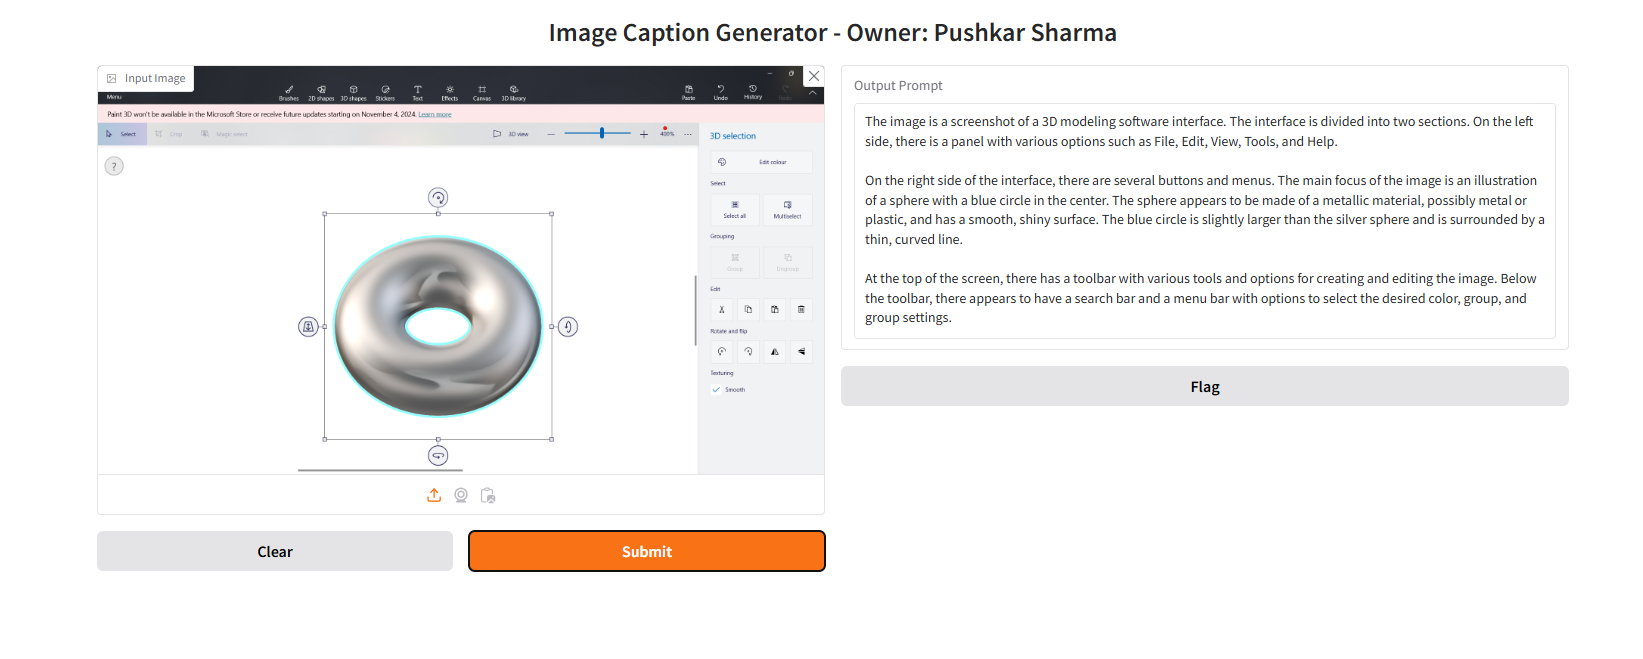 Image Caption Generator - Owner: Pushkar Sharma
Input Image
Menu
Brushes 2D shapes 3D shapes Stickers Text Effects Canvas 3D library Paste Undo History
Paint 3D won't be available in the Microsoft Store or receive future updates starting on November 4, 2024. Learn more
Select Crop Magic select 3D view 400%
?
3D selection
Edit colour
Select
Select all Multiselect
Grouping
Group Ungroup
Edit
Rotate and flip
Texturing
Smooth
Clear
Submit
Output Prompt
The image is a screenshot of a 3D modeling software interface. The interface is divided into two sections. On the left
side, there is a panel with various options such as File, Edit, View, Tools, and Help.
On the right side of the interface, there are several buttons and menus. The main focus of the image is an illustration
of a sphere with a blue circle in the center. The sphere appears to be made of a metallic material, possibly metal or
plastic, and has a smooth, shiny surface. The blue circle is slightly larger than the silver sphere and is surrounded by a
thin, curved line.
At the top of the screen, there has a toolbar with various tools and options for creating and editing the image. Below
the toolbar, there appears to have a search bar and a menu bar with options to select the desired color, group, and
group settings.
Flag